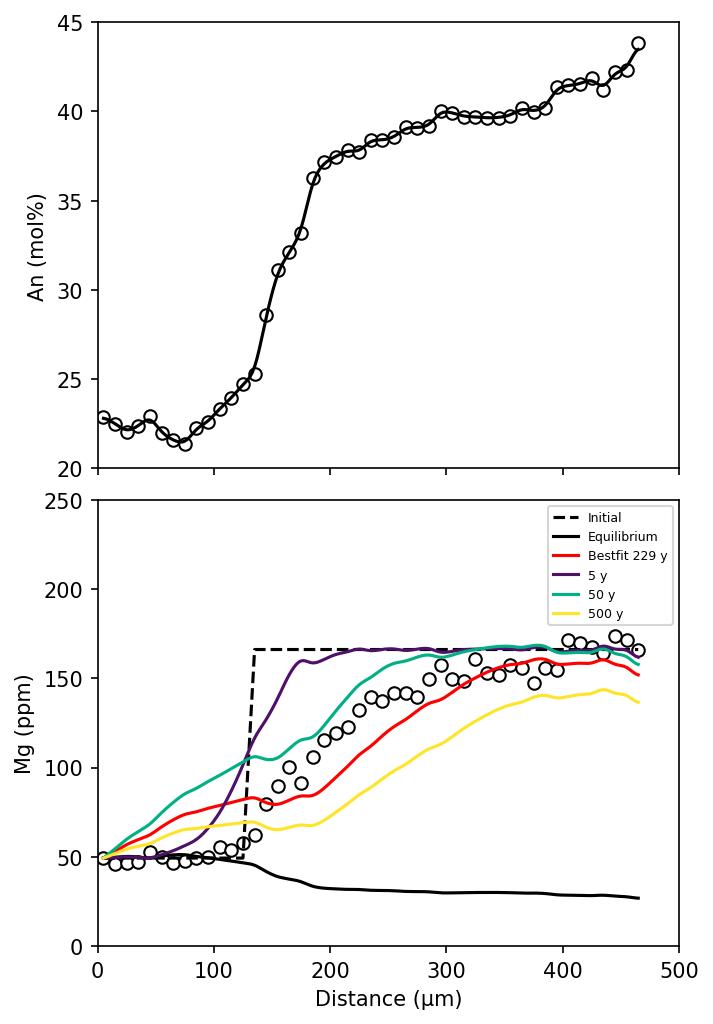 45
40
35
30
25
20
An (mol%)
250
200
150
100
50
0
Mg (ppm)
Initial
Equilibrium
Bestfit 229 y
5 y
50 y
500 y
0 100 200 300 400 500
Distance (μm)